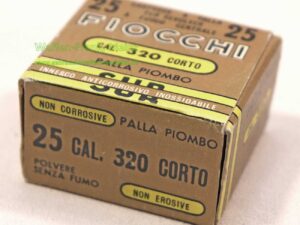 25
25
FIOCCHI
CAL. 320 CORTO
PALLA PIOMBO
INNESCO ANTICORROSIVO, INOSSIDABILE
NON CORROSIVE
PALLA PIOMBO
25 CAL. 320 CORTO
POLVERE
SENZA FUMO
NON EROSIVE